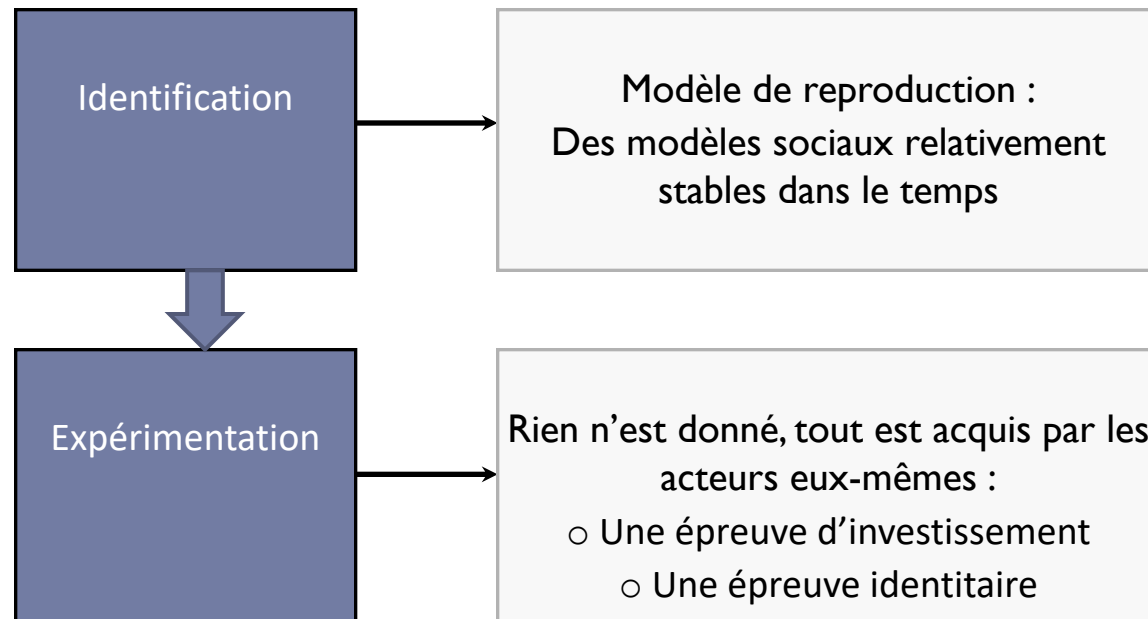 Identification
Modèle de reproduction :
Des modèles sociaux relativement
stables dans le temps
Expérimentation
Rien n’est donné, tout est acquis par les
acteurs eux-mêmes :
o Une épreuve d’investissement
o Une épreuve identitaire